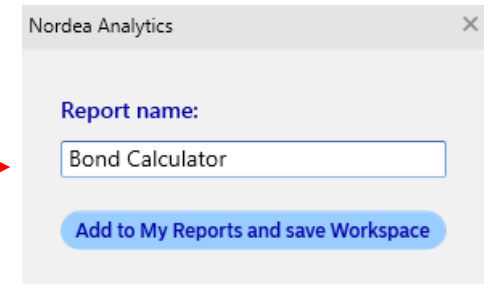 Nordea Analytics
Report name:
Bond Calculator
Add to My Reports and save Workspace